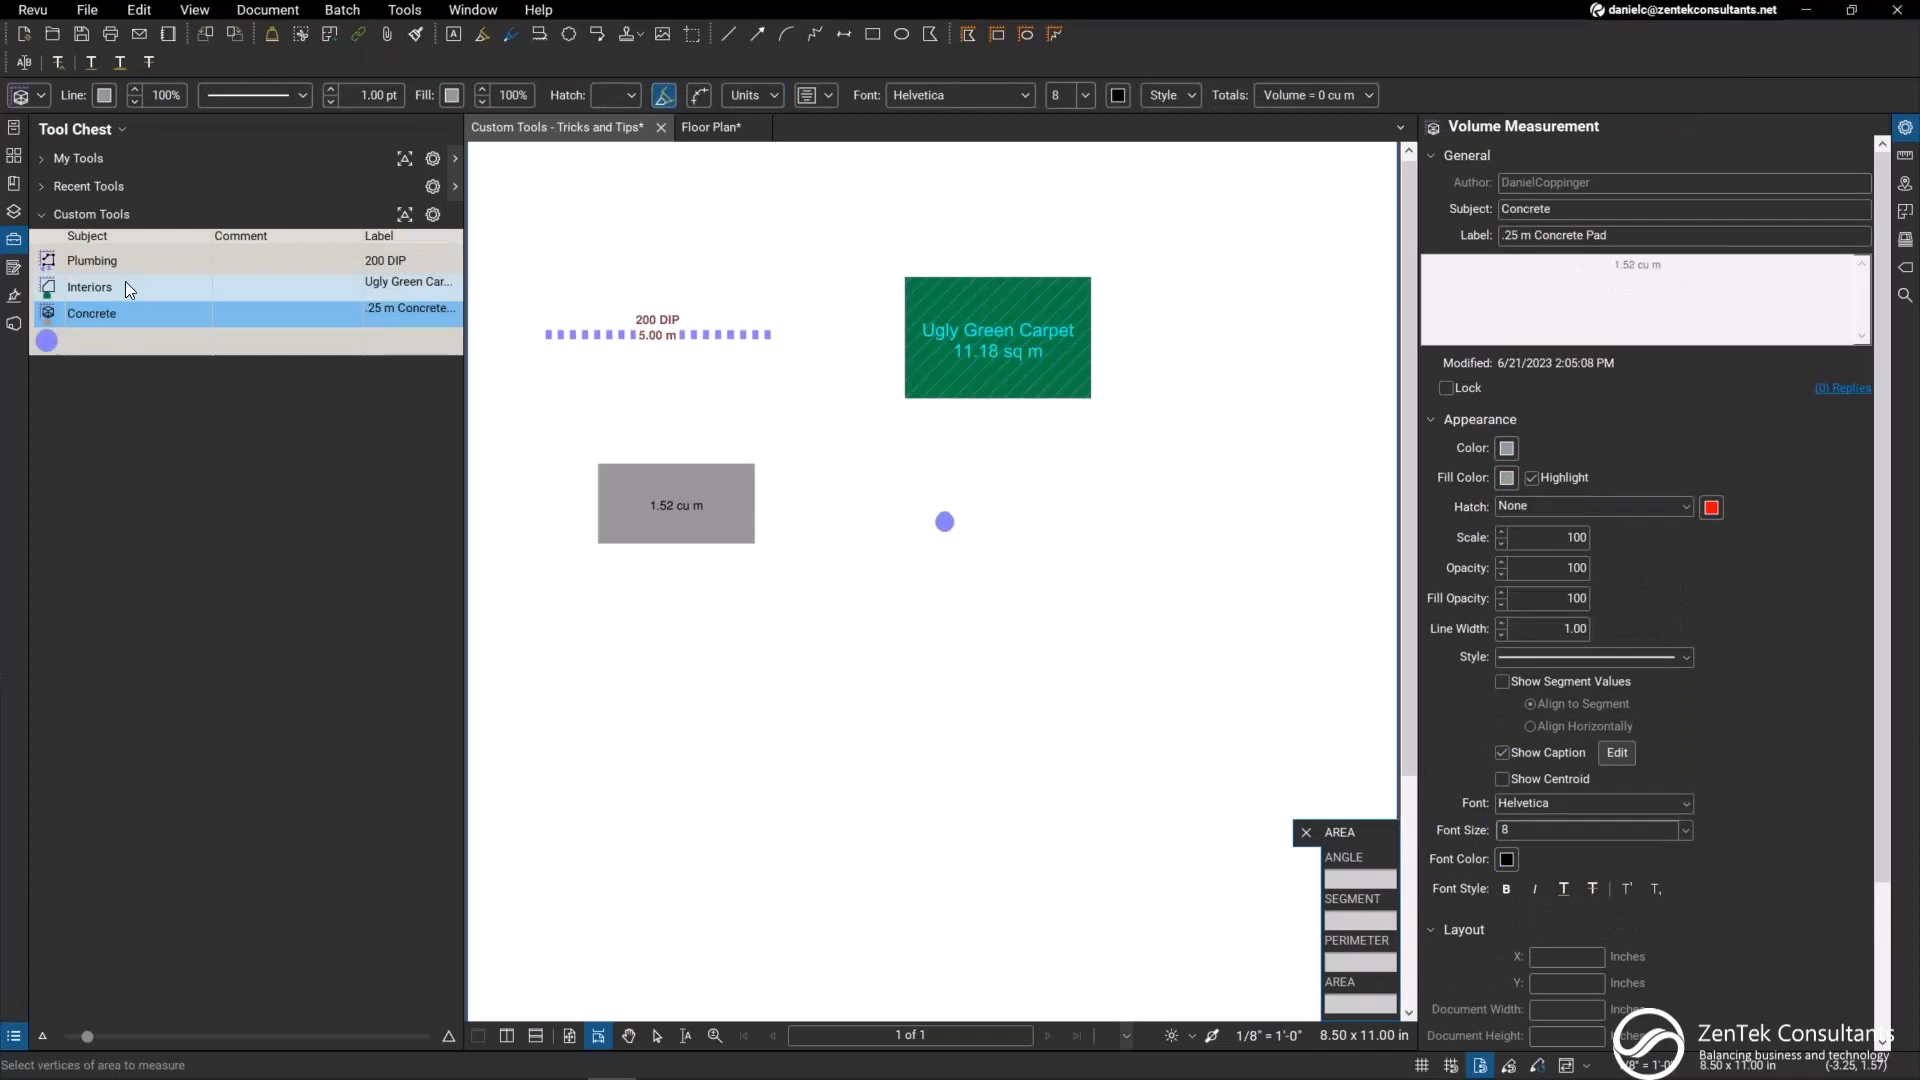 Revu File Edit View Document Batch Tools Window Help danielc@zentekconsultants.net
Line: 100% 1.00 pt Fill: 100% Hatch: Units Font: Helvetica 8 Style Totals: Volume = 0 cu m
Tool Chest
My Tools
Recent Tools
Custom Tools
Subject Comment Label
Plumbing 200 DIP
Interiors Ugly Green Car...
Concrete .25 m Concrete...
Custom Tools - Tricks and Tips* Floor Plan*
200 DIP
5.00 m
Ugly Green Carpet
11.18 sq m
1.52 cu m
AREA
ANGLE
SEGMENT
PERIMETER
AREA
1 of 1 1/8" = 1'-0" 8.50 x 11.00 in
Volume Measurement
General
Author: DanielCoppinger
Subject: Concrete
Label: .25 m Concrete Pad
1.52 cu m
Modified: 6/21/2023 2:05:08 PM
Lock (0) Replies
Appearance
Color:
Fill Color: Highlight
Hatch: None
Scale: 100
Opacity: 100
Fill Opacity: 100
Line Width: 1.00
Style:
Show Segment Values
Align to Segment
Align Horizontally
Show Caption Edit
Show Centroid
Font: Helvetica
Font Size: 8
Font Color:
Font Style: B I T T T' T,
Layout
X: Inches
Y: Inches
Document Width: Inches
Document Height: Inches
ZenTek Consultants
Balancing business and technology
Select vertices of area to measure
8.50 x 11.00 in (-3.25, 1.57)